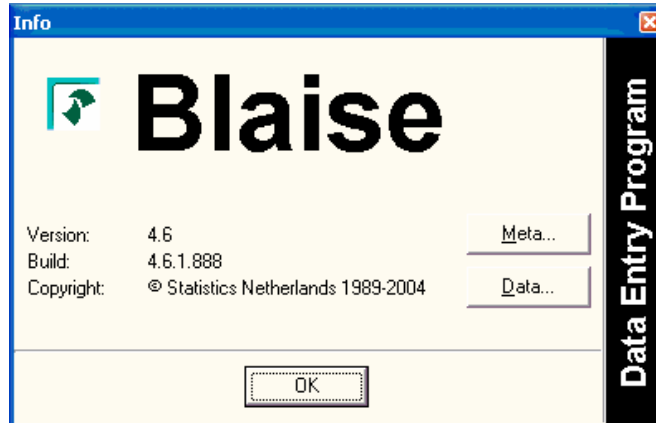 Info
Blaise
Version: 4.6
Build: 4.6.1.888
Copyright: © Statistics Netherlands 1989-2004
Meta...
Data...
OK
Data Entry Program